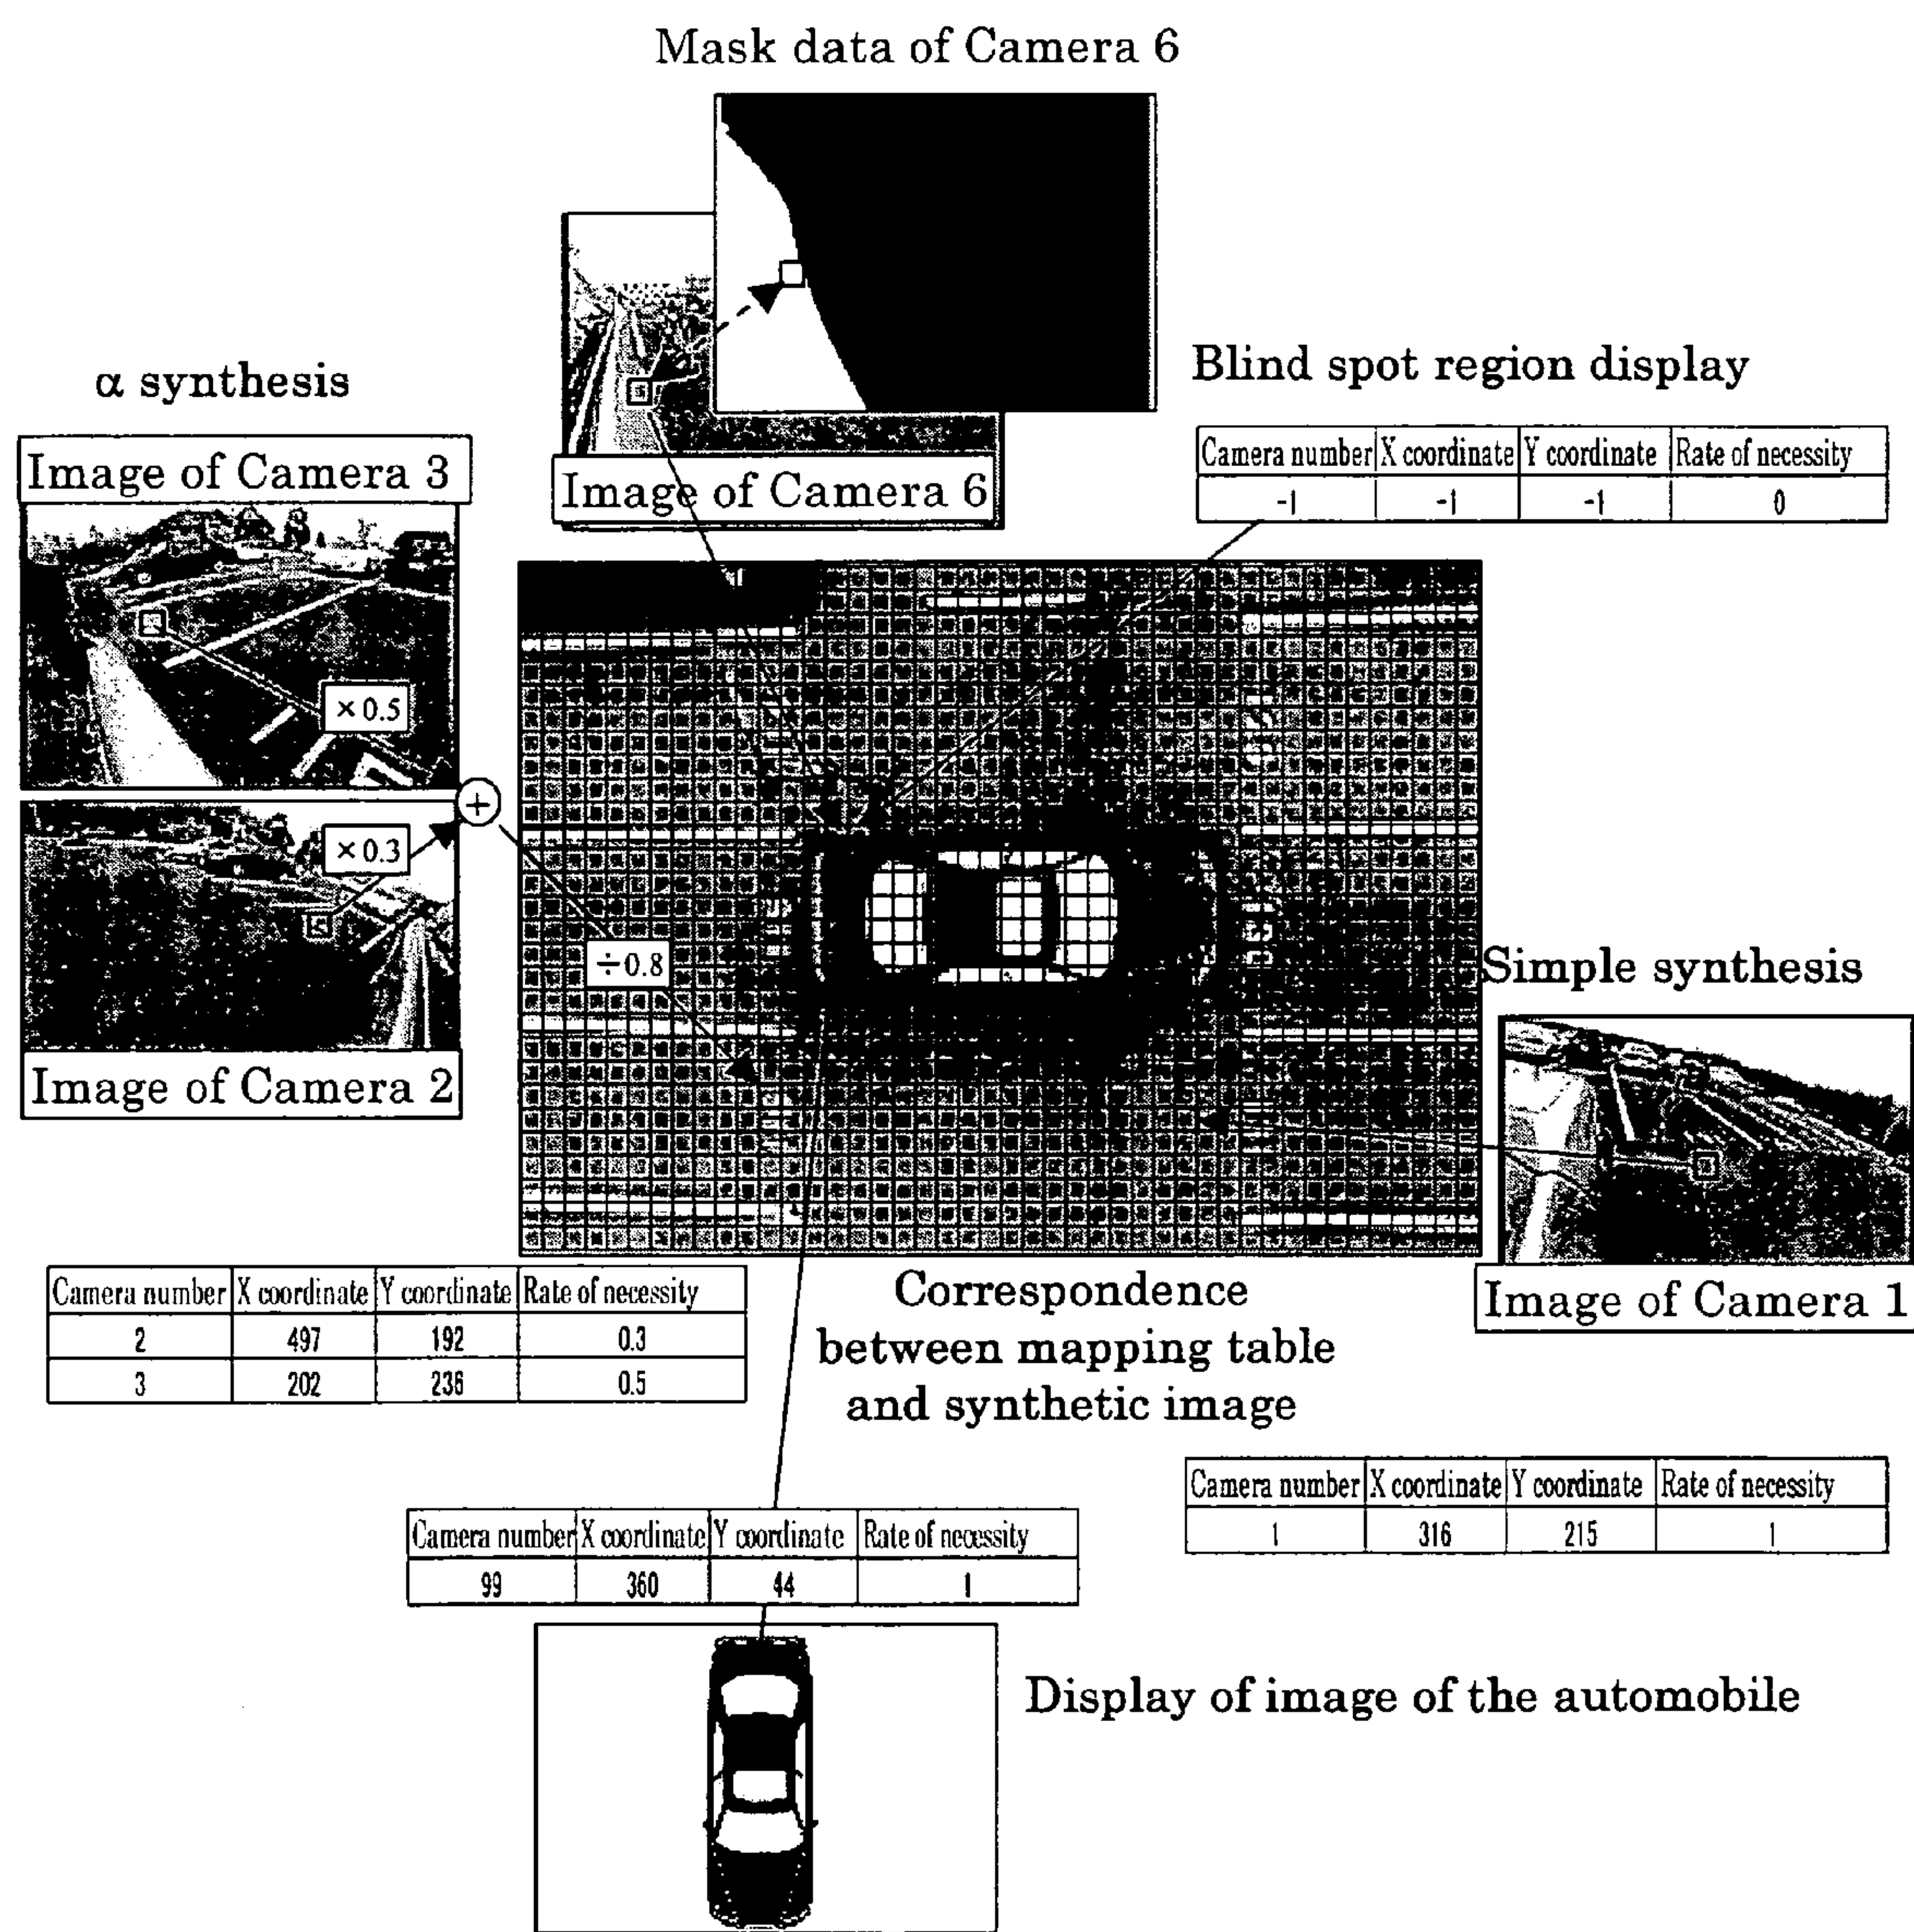 Mask data of Camera 6
α synthesis
Blind spot region display
Image of Camera 3
Image of Camera 6
Camera number X coordinate Y coordinate Rate of necessity
-1 -1 -1 0
×0.5
×0.3
÷0.8
Image of Camera 2
Simple synthesis
Image of Camera 1
Camera number X coordinate Y coordinate Rate of necessity
2 497 192 0.3
3 202 236 0.5
Correspondence
between mapping table
and synthetic image
Camera number X coordinate Y coordinate Rate of necessity
1 316 215 1
Camera number X coordinate Y coordinate Rate of necessity
99 360 44 1
Display of image of the automobile